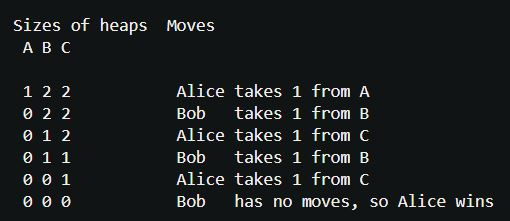 Sizes of heaps  Moves
A B C
1 2 2           Alice takes 1 from A
0 2 2           Bob   takes 1 from B
0 1 2           Alice takes 1 from C
0 1 1           Bob   takes 1 from B
0 0 1           Alice takes 1 from C
0 0 0           Bob   has no moves, so Alice wins